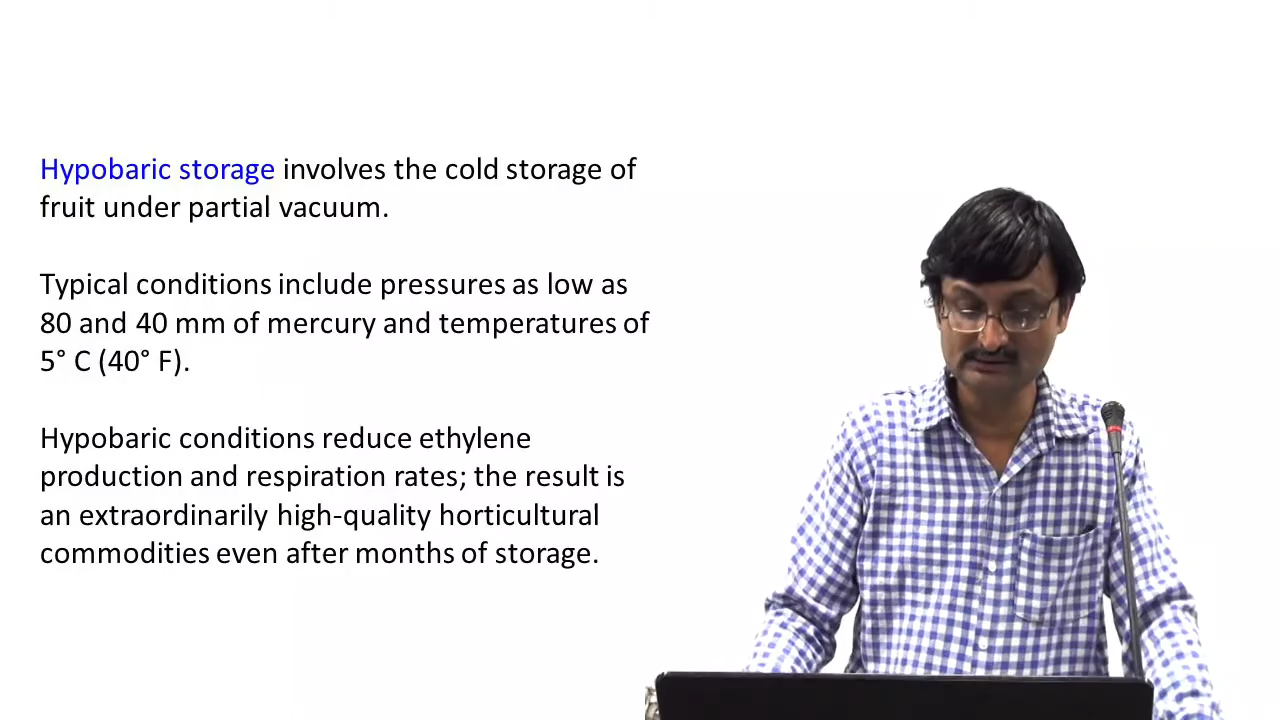 Hypobaric storage involves the cold storage of
fruit under partial vacuum.
Typical conditions include pressures as low as
80 and 40 mm of mercury and temperatures of
5° C (40° F).
Hypobaric conditions reduce ethylene
production and respiration rates; the result is
an extraordinarily high-quality horticultural
commodities even after months of storage.